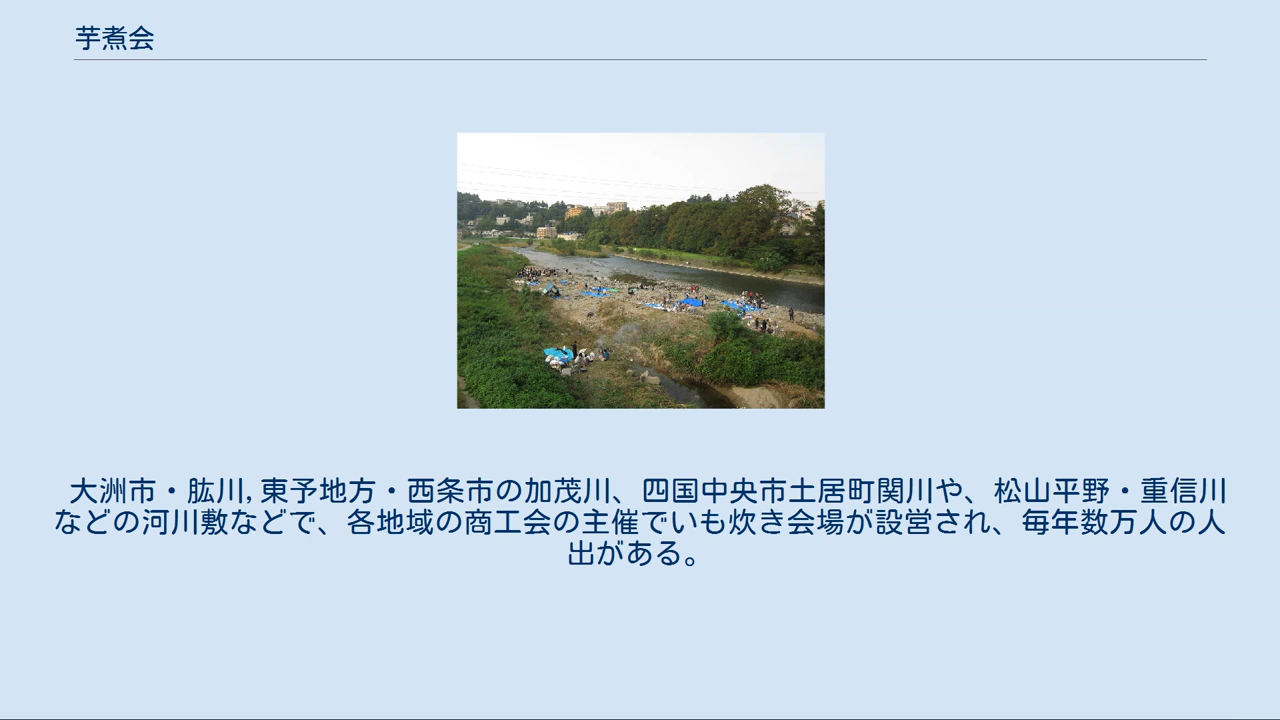 芋煮会
大洲市・肱川, 東予地方・西条市の加茂川、四国中央市土居町関川や、松山平野・重信川
などの河川敷などで、各地域の商工会の主催でいも炊き会場が設営され、毎年数万人の人
出がある。